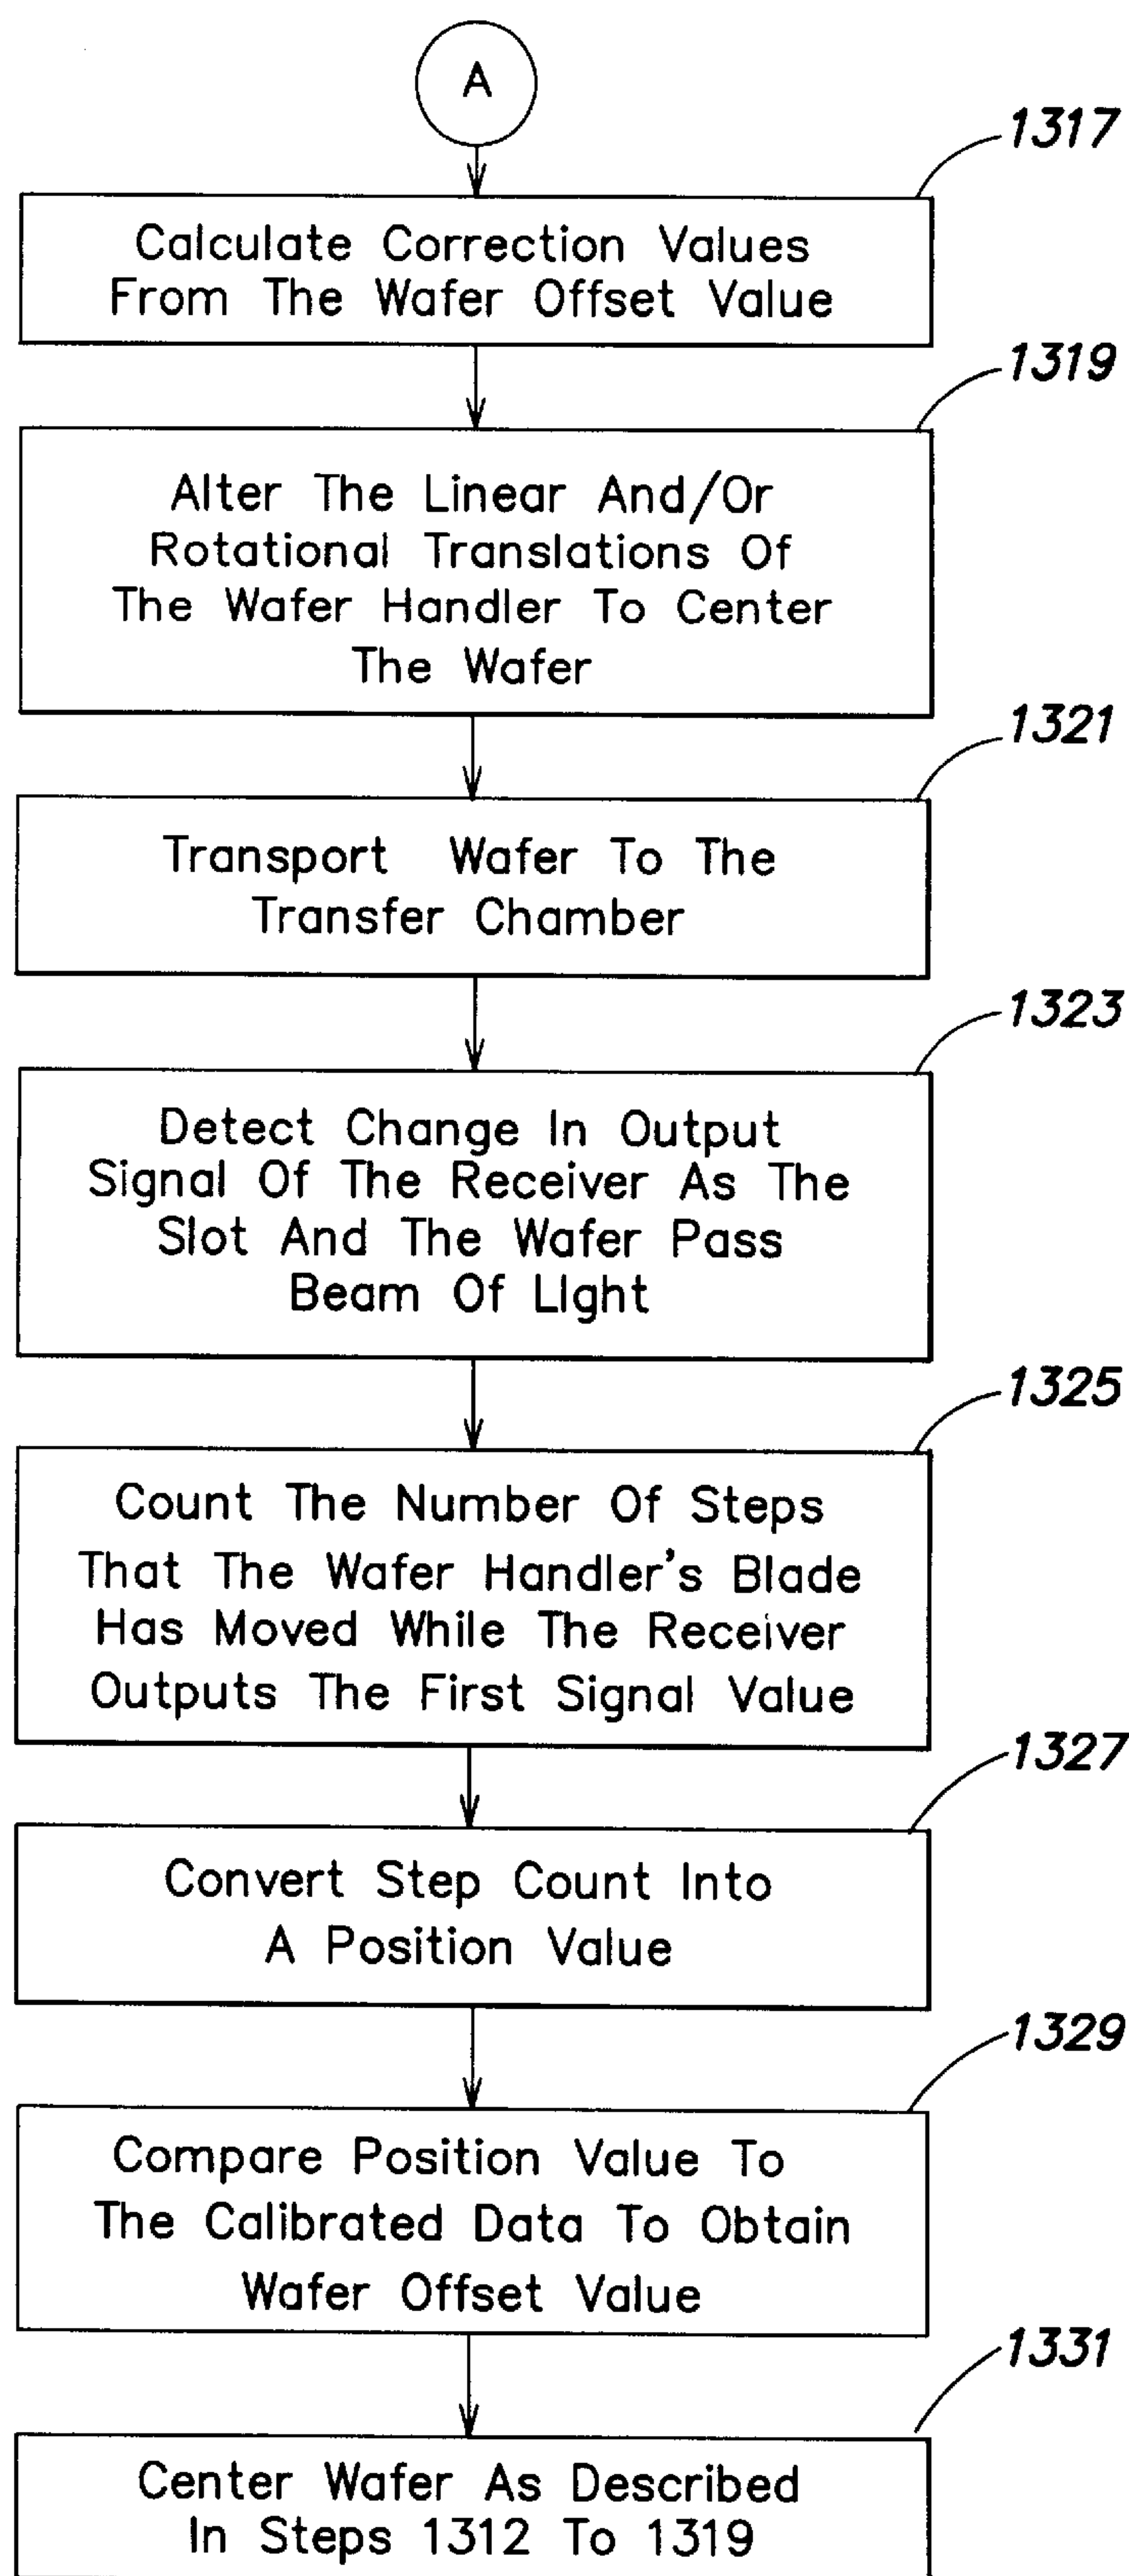 A
1317
Calculate Correction Values
From The Wafer Offset Value
1319
Alter The Linear And/Or
Rotational Translations Of
The Wafer Handler To Center
The Wafer
1321
Transport Wafer To The
Transfer Chamber
1323
Detect Change In Output
Signal Of The Receiver As The
Slot And The Wafer Pass
Beam Of LIght
1325
Count The Number Of Steps
That The Wafer Handler's Blade
Has Moved While The Receiver
Outputs The First Signal Value
1327
Convert Step Count Into
A Position Value
1329
Compare Position Value To
The Calibrated Data To Obtain
Wafer Offset Value
1331
Center Wafer As Described
In Steps 1312 To 1319